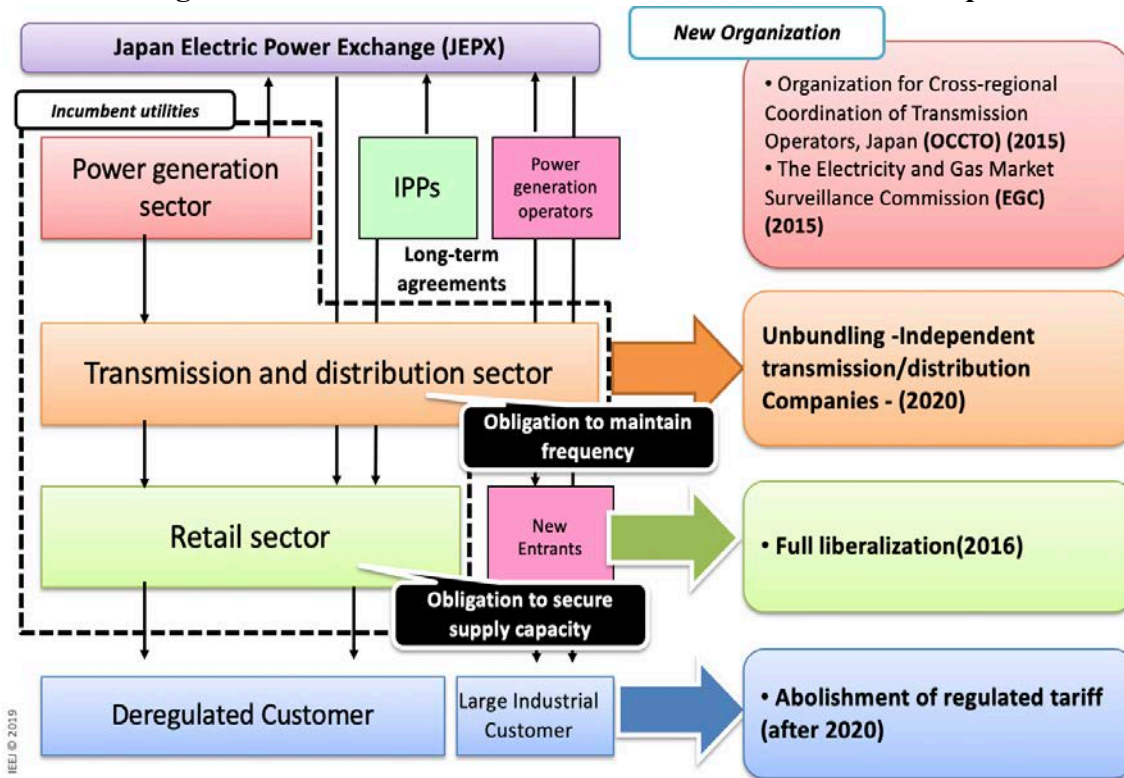 Japan Electric Power Exchange (JEPX)
New Organization
Incumbent utilities
Power generation
sector
IPPs
Power
generation
operators
• Organization for Cross-regional
Coordination of Transmission
Operators, Japan (OCCTO) (2015)
• The Electricity and Gas Market
Surveillance Commission (EGC)
(2015)
Long-term
agreements
Transmission and distribution sector
Unbundling -Independent
transmission/distribution
Companies - (2020)
Obligation to maintain
frequency
Retail sector
New
Entrants
• Full liberalization(2016)
Obligation to secure
supply capacity
Deregulated Customer
Large Industrial
Customer
• Abolishment of regulated tariff
(after 2020)
IEEJ © 2019